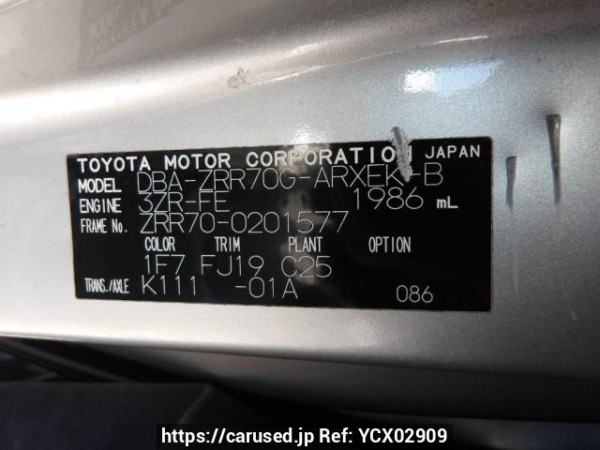 TOYOTA MOTOR CORPORATION JAPAN
MODEL DBA-ZRR70G-ARXEK-B
ENGINE 3ZR-FE 1986 mL
FRAME No. ZRR70-0201577
COLOR TRIM PLANT OPTION
1F7 FJ19 C25
TRANS./AXLE K111 -01A 086
https://carused.jp Ref: YCX02909